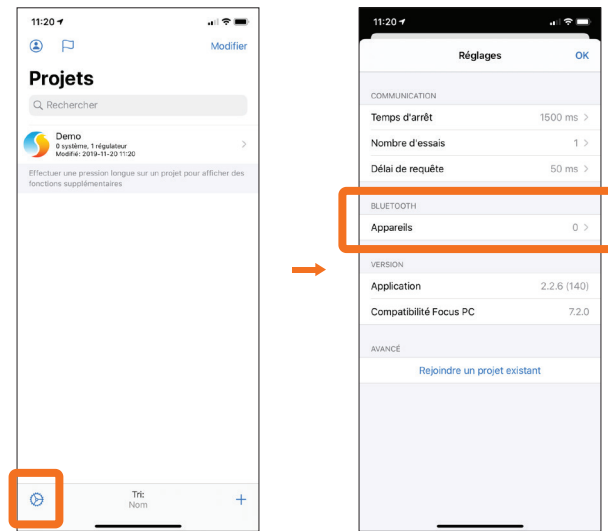 11:20
Modifier
Projets
Rechercher
Demo
0 système, 1 régulateur
Modifié: 2019-11-20 11:20
Effectuer une pression longue sur un projet pour afficher des
fonctions supplémentaires
Tri:
Nom
11:20
Réglages OK
COMMUNICATION
Temps d'arrêt 1500 ms
Nombre d'essais 1
Délai de requête 50 ms
BLUETOOTH
Appareils 0
VERSION
Application 2.2.6 (140)
Compatibilité Focus PC 7.2.0
AVANCÉ
Rejoindre un projet existant